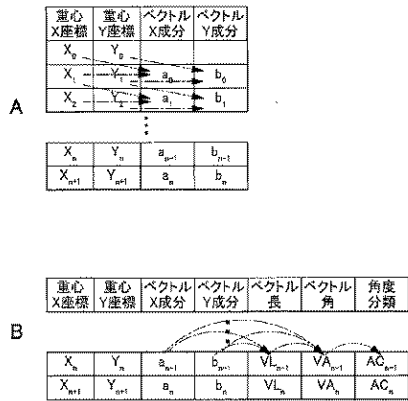 A
重心X座標 重心Y座標 ベクトルX成分 ベクトルY成分
X₀ Y₀
X₁ Y₁ a₀ b₀
X₂ Y₂ a₁ b₁
Xₙ Yₙ aₙ₋₁ bₙ₋₁
Xₙ₊₁ Yₙ₊₁ aₙ bₙ
B
重心X座標 重心Y座標 ベクトルX成分 ベクトルY成分 ベクトル長 ベクトル角 角度分類
Xₙ Yₙ aₙ₋₁ bₙ₋₁ VLₙ₋₁ VAₙ₋₁ ACₙ₋₁
Xₙ₊₁ Yₙ₊₁ aₙ bₙ VLₙ VAₙ ACₙ